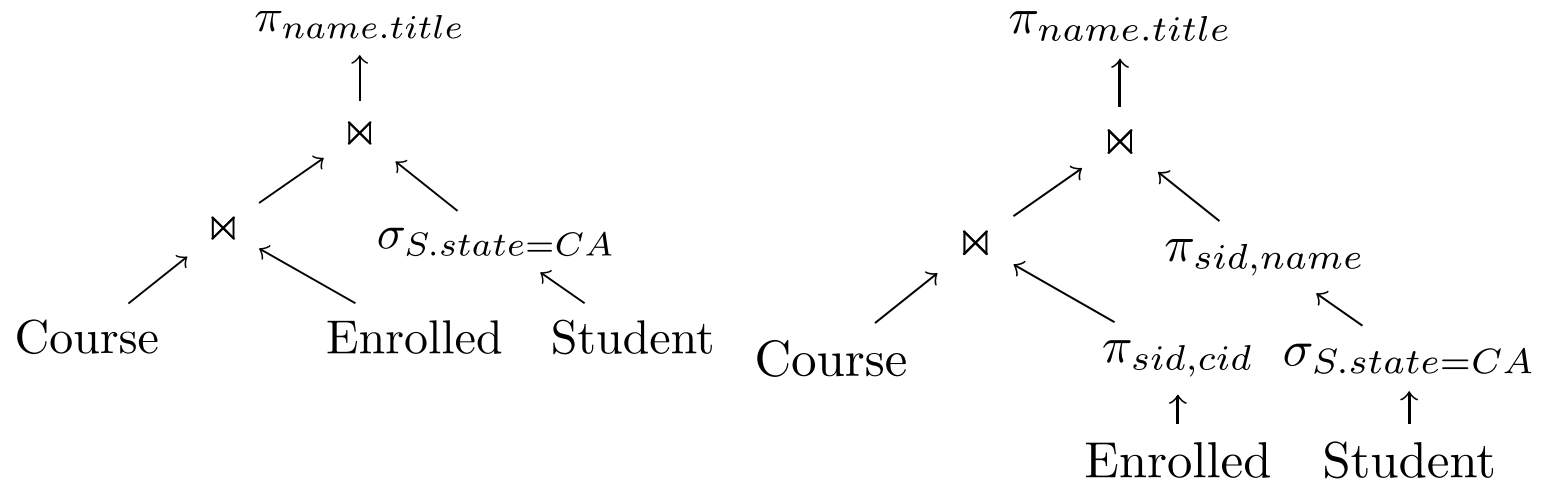 π_{name.title}
⋈
⋈ σ_{S.state=CA}
Course Enrolled Student
π_{name.title}
⋈
⋈ π_{sid,name}
Course π_{sid,cid} σ_{S.state=CA}
Enrolled Student